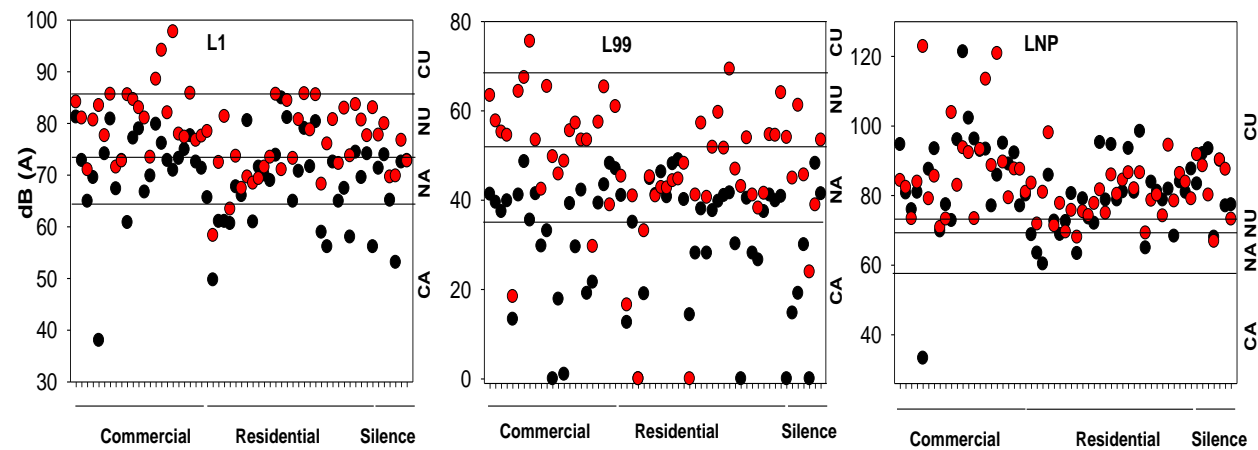 L1
dB (A)
100
90
80
70
60
50
40
30
CU
NU
NA
CA
Commercial
Residential
Silence
L99
80
60
40
20
0
CU
NU
NA
CA
Commercial
Residential
Silence
LNP
120
100
80
60
40
CU
NU
NA
CA
Commercial
Residential
Silence